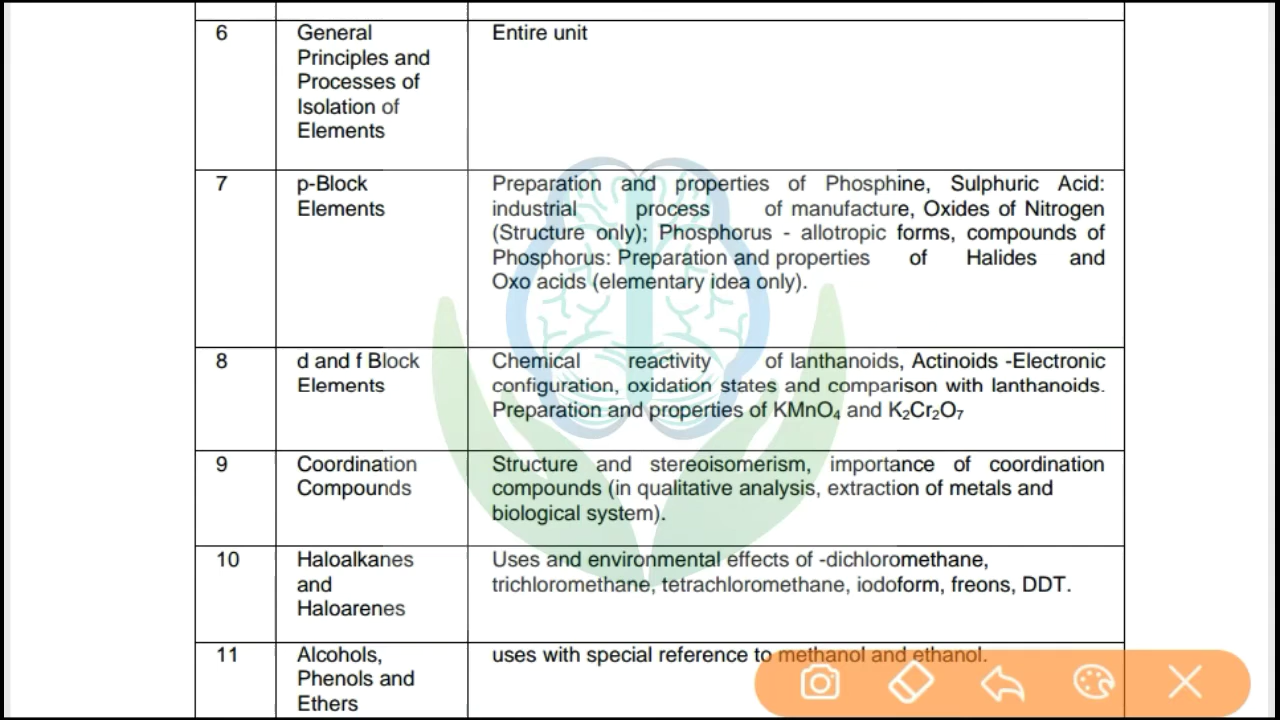 6 General Entire unit
Principles and
Processes of
Isolation of
Elements
7 p-Block Preparation and properties of Phosphine, Sulphuric Acid:
Elements industrial process of manufacture, Oxides of Nitrogen
(Structure only); Phosphorus - allotropic forms, compounds of
Phosphorus: Preparation and properties of Halides and
Oxo acids (elementary idea only).
8 d and f Block Chemical reactivity of lanthanoids, Actinoids -Electronic
Elements configuration, oxidation states and comparison with lanthanoids.
Preparation and properties of KMnO₄ and K₂Cr₂O₇
9 Coordination Structure and stereoisomerism, importance of coordination
Compounds compounds (in qualitative analysis, extraction of metals and
biological system).
10 Haloalkanes Uses and environmental effects of -dichloromethane,
and trichloromethane, tetrachloromethane, iodoform, freons, DDT.
Haloarenes
11 Alcohols, uses with special reference to methanol and ethanol.
Phenols and
Ethers